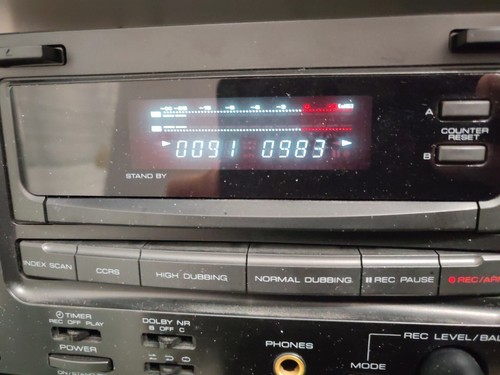 A
COUNTER
RESET
B
0091 0983
STAND BY
INDEX SCAN
CCRS
HIGH DUBBING
NORMAL DUBBING
REC PAUSE
REC/AR
TIMER
REC OFF PLAY
DOLBY NR
B OFF C
POWER
PHONES
REC LEVEL/BAL
MODE